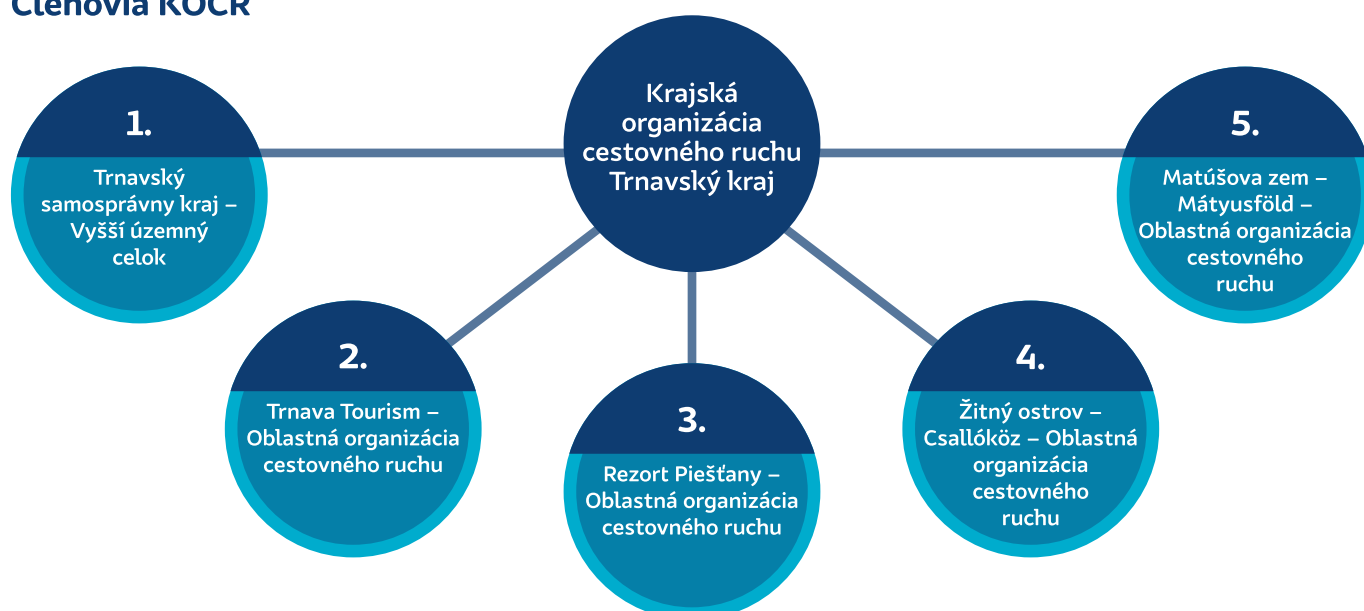 Členovia KOCR
Krajská
organizácia
cestovného ruchu
Trnavský kraj
1.
Trnavský
samosprávny kraj –
Vyšší územný
celok
2.
Trnava Tourism –
Oblastná organizácia
cestovného ruchu
3.
Rezort Piešťany –
Oblastná organizácia
cestovného ruchu
4.
Žitný ostrov –
Csallóköz – Oblastná
organizácia
cestovného
ruchu
5.
Matúšova zem –
Mátyusföld –
Oblastná organizácia
cestovného
ruchu